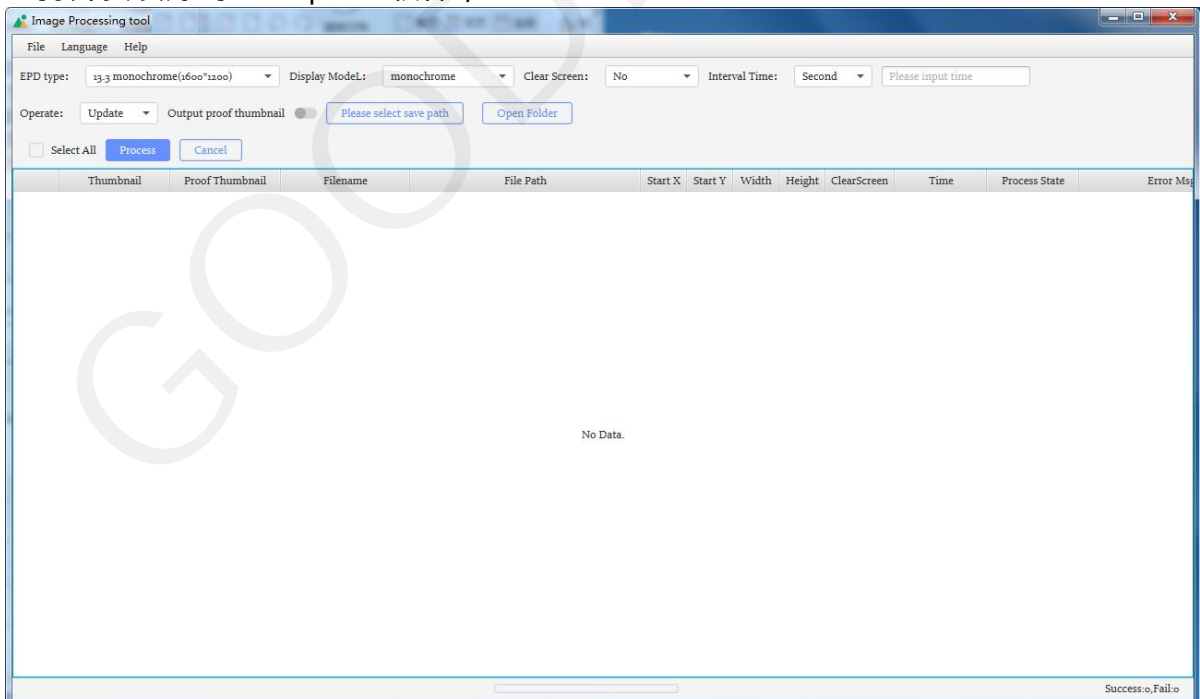 Image Processing tool
File Language Help
EPD type: 13.3 monochrome(1600*1200) Display ModeL: monochrome Clear Screen: No Interval Time: Second Please input time
Operate: Update Output proof thumbnail Please select save path Open Folder
Select All Process Cancel
Thumbnail Proof Thumbnail Filename File Path Start X Start Y Width Height ClearScreen Time Process State Error Msg
No Data.
Success:0,Fail:0